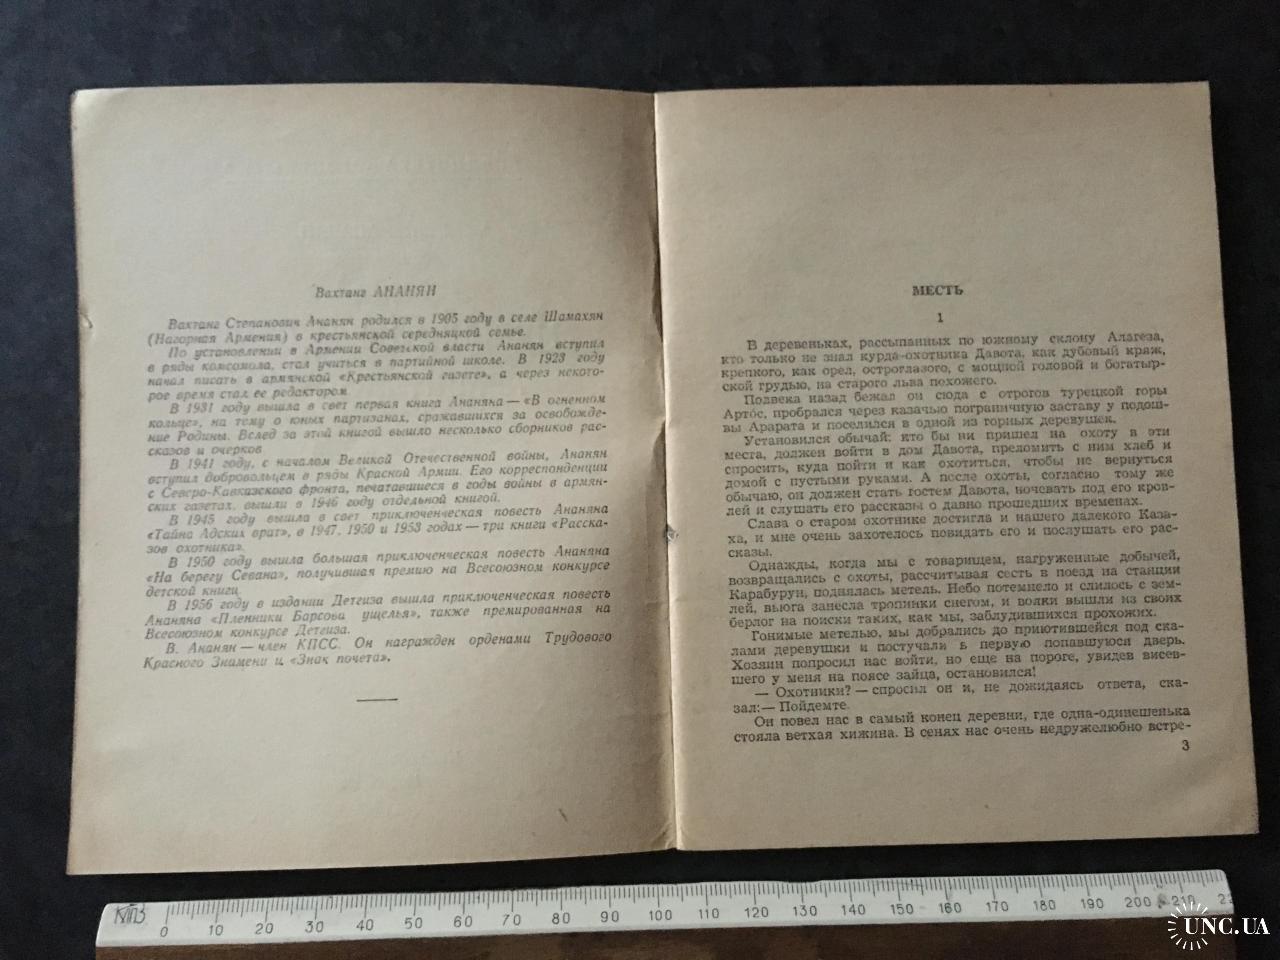 Вахтанг АНАНЯН
Вахтанг Степанович Ананян родился в 1905 году в селе Шамахян
(Нагорная Армения) в крестьянской середняцкой семье.
По установлении в Армении Советской власти Ананян вступил
в ряды комсомола, стал учиться в партийной школе. В 1923 году
начал писать в армянской «Крестьянской газете», а через некото-
рое время стал ее редактором
В 1931 году вышла в свет первая книга Ананяна — «В огненном
кольце», на тему о юных партизанах, сражавшихся за освобожде-
ние Родины. Вслед за этой книгой вышло несколько сборников рас-
сказов и очерков
В 1941 году, с началом Великой Отечественной войны, Ананян
вступил добровольцем в ряды Красной Армии. Его корреспонденции
с Северо-Кавказского фронта, печатавшиеся в годы войны в армян-
ских газетах, вышли в 1946 году отдельной книгой.
В 1945 году вышла в свет приключенческая повесть Ананяна
«Тайна Адских врат», в 1947, 1950 и 1953 годах — три книги «Расска-
зов охотника».
В 1950 году вышла большая приключенческая повесть Ананяна
«На берегу Севана», получившая премию на Всесоюзном конкурсе
детской книги
В 1956 году в издании Детгиза вышла приключенческая повесть
Ананяна «Пленники Барсова ущелья», также премированная на
Всесоюзном конкурсе Детгиза.
В. Ананян — член КПСС. Он награжден орденами Трудового
Красного Знамени и «Знак почета».
МЕСТЬ
1
В деревеньках, рассыпанных по южному склону Алагеза,
кто только не знал курда-охотника Давота, как дубовый кряж,
крепкого, как орел, остроглазого, с мощной головой и богатыр-
ской грудью, на старого льва похожего.
Полвека назад бежал он сюда с отрогов турецкой горы
Артос, пробрался через казачью пограничную заставу у подош-
вы Арарата и поселился в одной из горных деревушек.
Установился обычай: кто бы ни пришел на охоту в эти
места, должен войти в дом Давота, преломить с ним хлеб и
спросить, куда пойти и как охотиться, чтобы не вернуться
домой с пустыми руками. А после охоты, согласно тому же
обычаю, он должен стать гостем Давота, ночевать под его кров-
лей и слушать его рассказы о давно прошедших временах.
Слава о старом охотнике достигла и нашего далекого Каза-
ха, и мне очень захотелось повидать его и послушать его рас-
сказы.
Однажды, когда мы с товарищем, нагруженные добычей,
возвращались с охоты, рассчитывая сесть в поезд на станции
Карабурун, поднялась метель. Небо потемнело и слилось с зем-
лей, вьюга занесла тропинки снегом, и волки вышли из своих
берлог на поиски таких, как мы, заблудившихся прохожих.
Гонимые метелью, мы добрались до приютившейся под ска-
лами деревушки и постучали в первую попавшуюся дверь.
Хозяин попросил нас войти, но еще на пороге, увидев висев-
шего у меня на поясе зайца, остановился!
— Охотники? — спросил он и, не дожидаясь ответа, ска-
зал:— Пойдемте.
Он повел нас в самый конец деревни, где одна-одинешенька
стояла ветхая хижина. В сенях нас очень недружелюбно встре-
3
0 10 20 30 40 50 60 70 80 90 100 110 120 130 140 150 160 170 180 190 200 210 22
UNC.UA